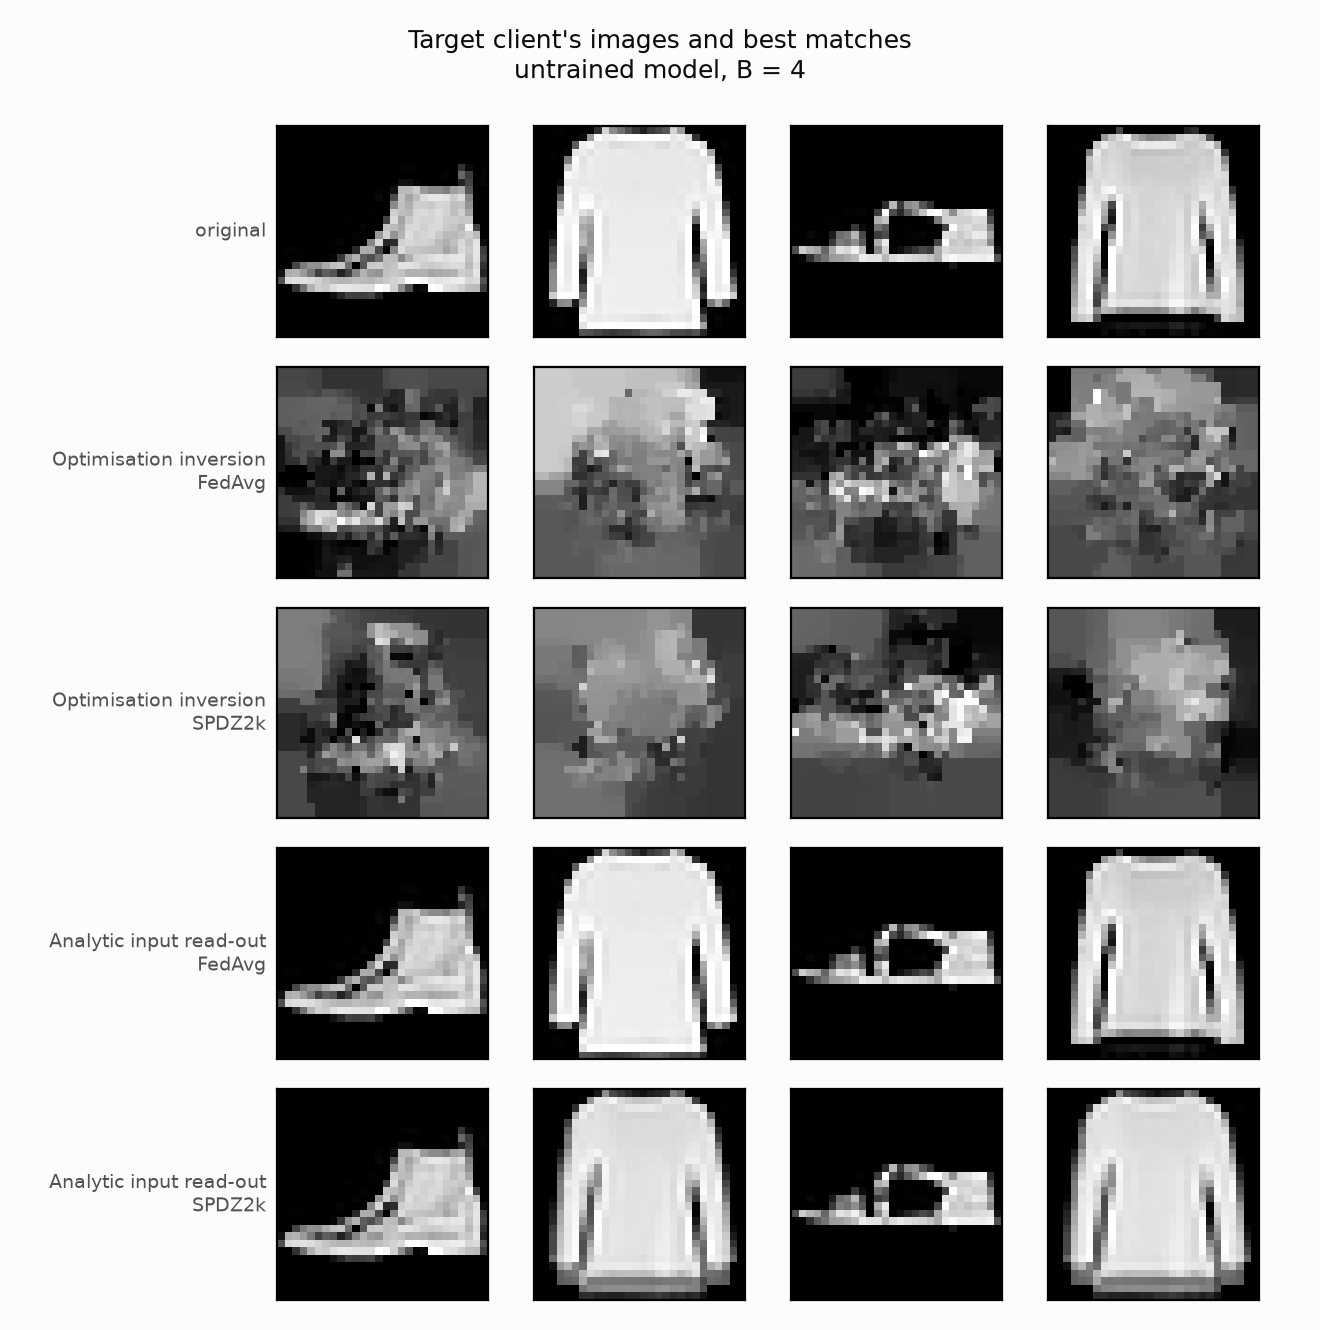 Target client's images and best matches
untrained model, B = 4
original
Optimisation inversion
FedAvg
Optimisation inversion
SPDZ2k
Analytic input read-out
FedAvg
Analytic input read-out
SPDZ2k